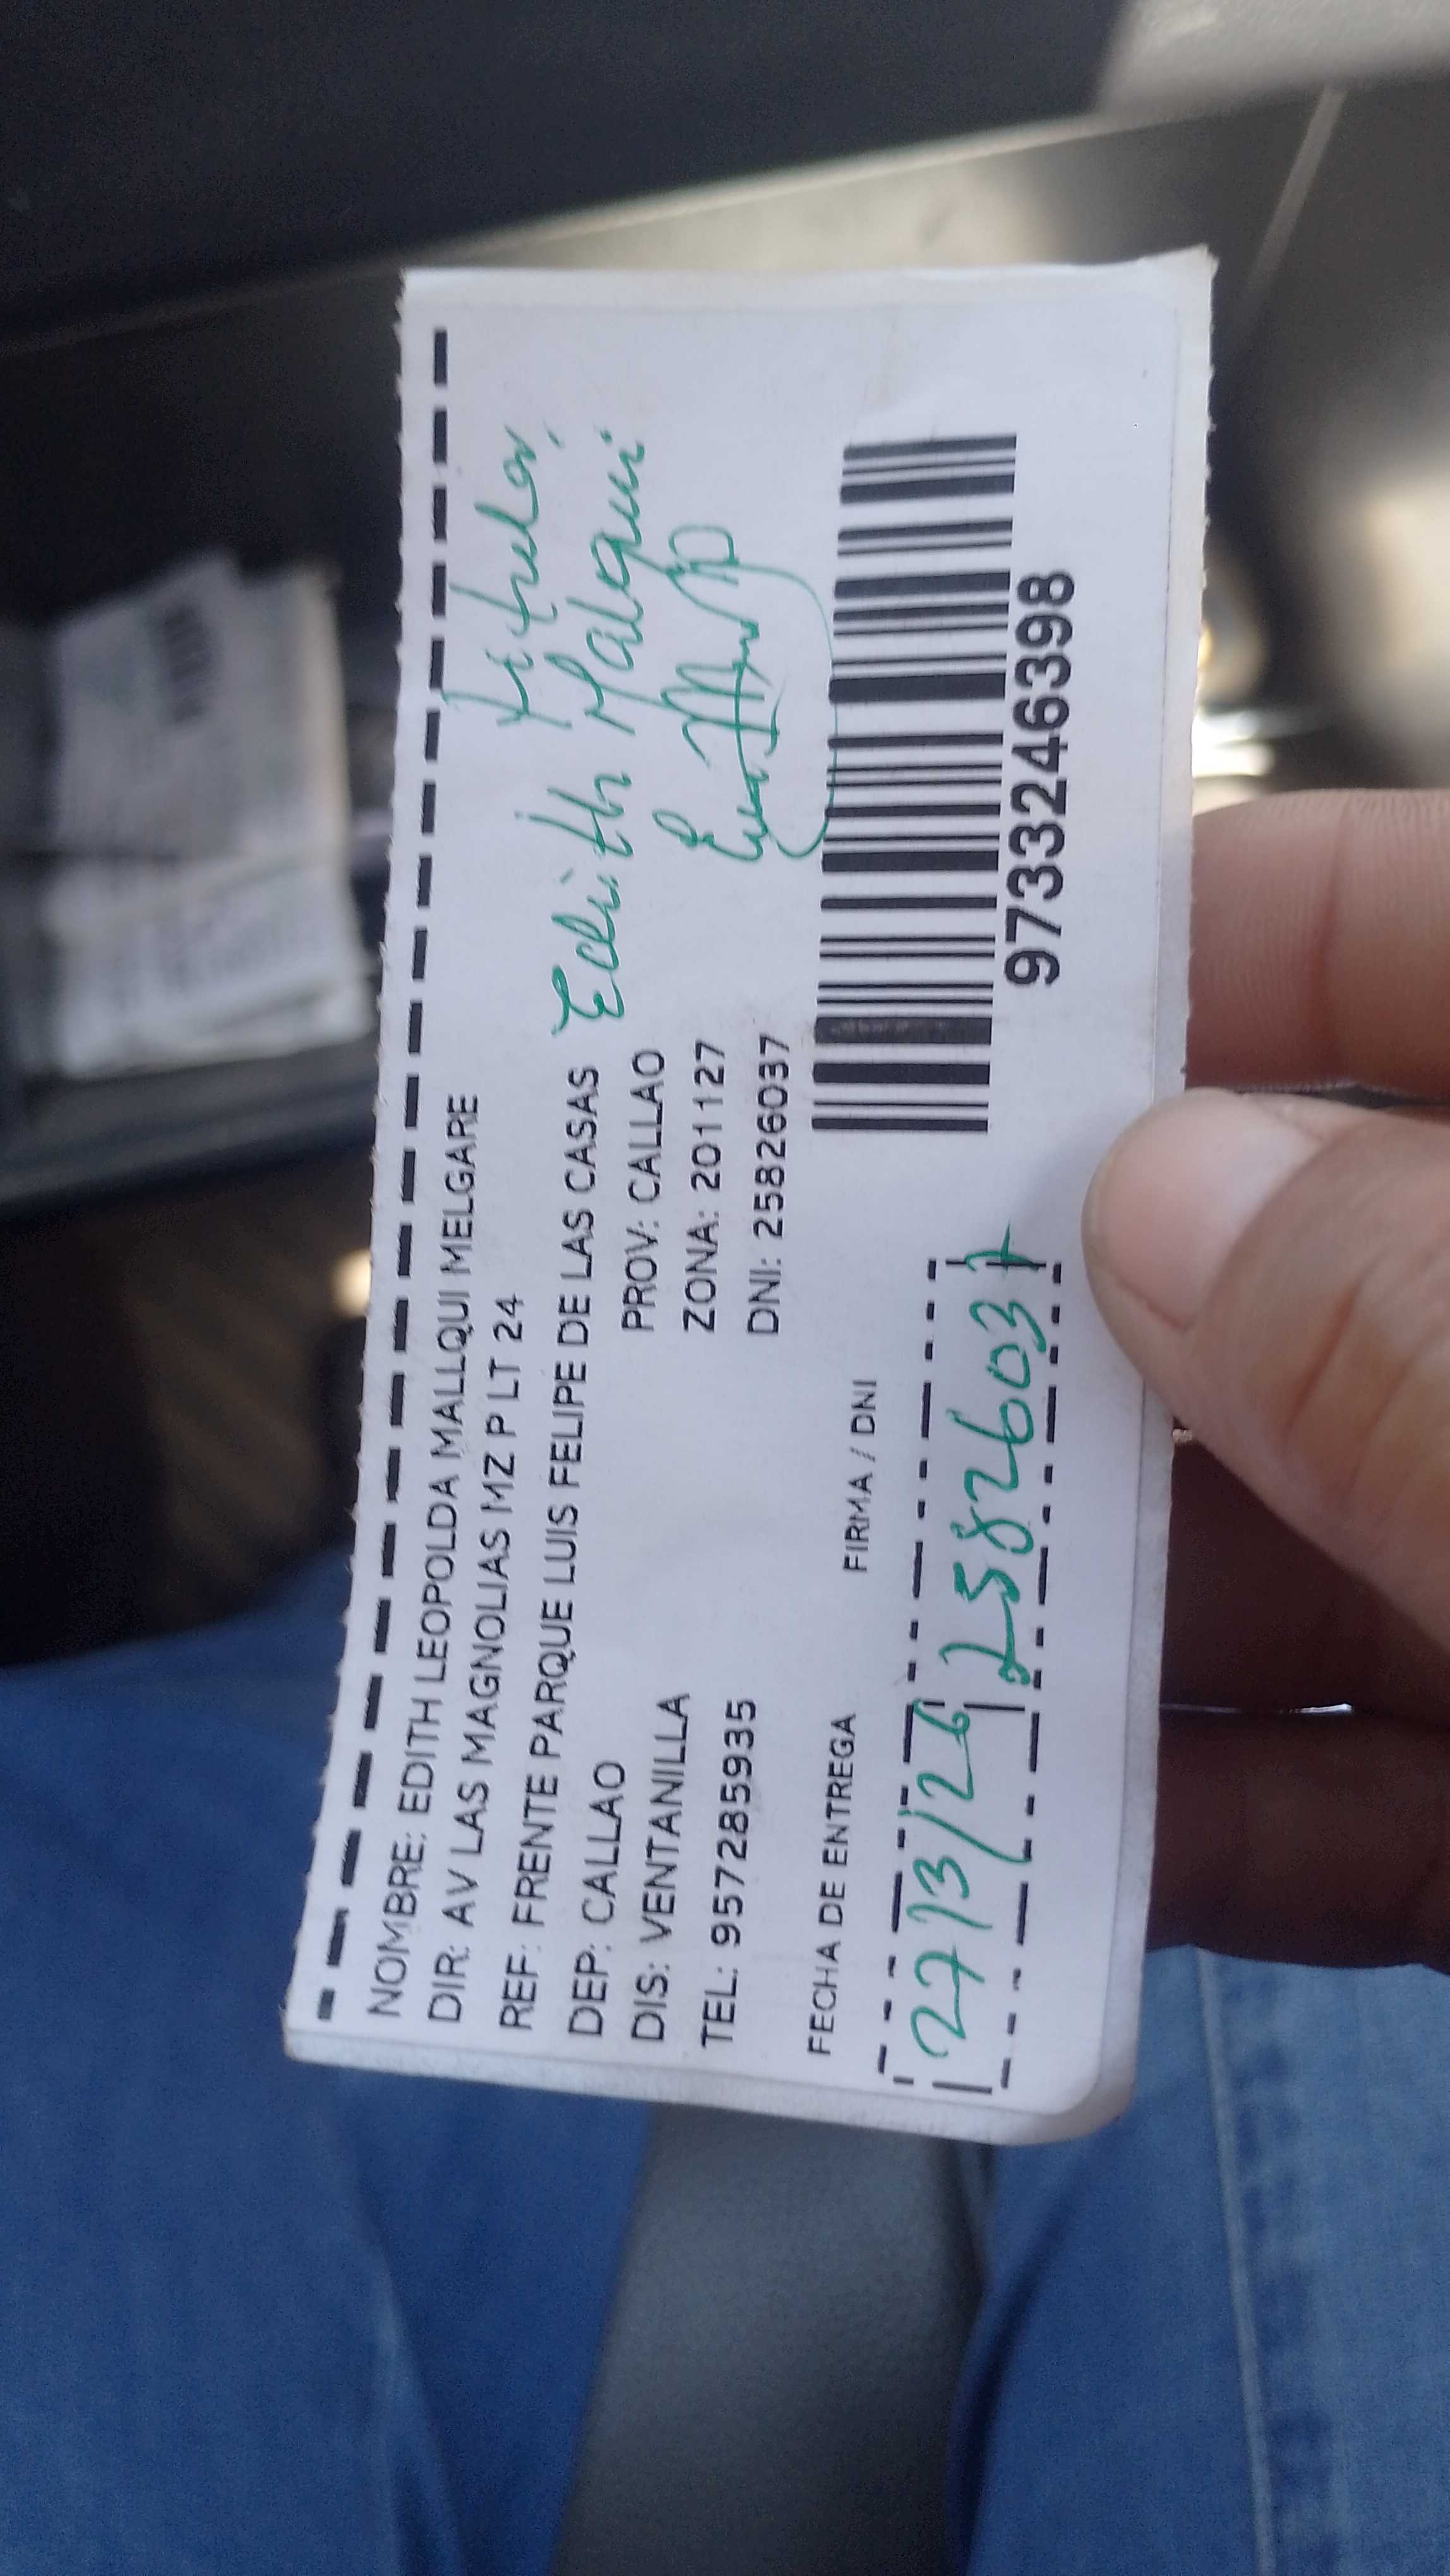 NOMBRE: EDITH LEOPOLDA MALLQUI MELGARE
DIR: AV LAS MAGNOLIAS MZ P LT 24
REF: FRENTE PARQUE LUIS FELIPE DE LAS CASAS
DEP: CALLAO PROV: CALLAO
DIS: VENTANILLA ZONA: 201127
TEL: 957285935 DNI: 25826037
titular
Edith Malqui
FECHA DE ENTREGA FIRMA / DNI
27/3/26 25826037
9733246398